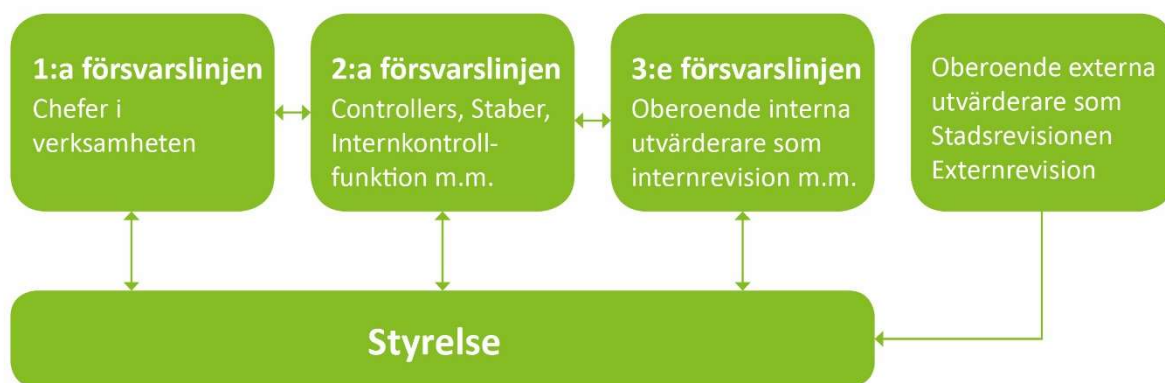 1:a försvarslinjen
Chefer i
verksamheten
2:a försvarslinjen
Controllers, Staber,
Internkontroll-
funktion m.m.
3:e försvarslinjen
Oberoende interna
utvärderare som
internrevision m.m.
Oberoende externa
utvärderare som
Stadsrevisionen
Externrevision
Styrelse